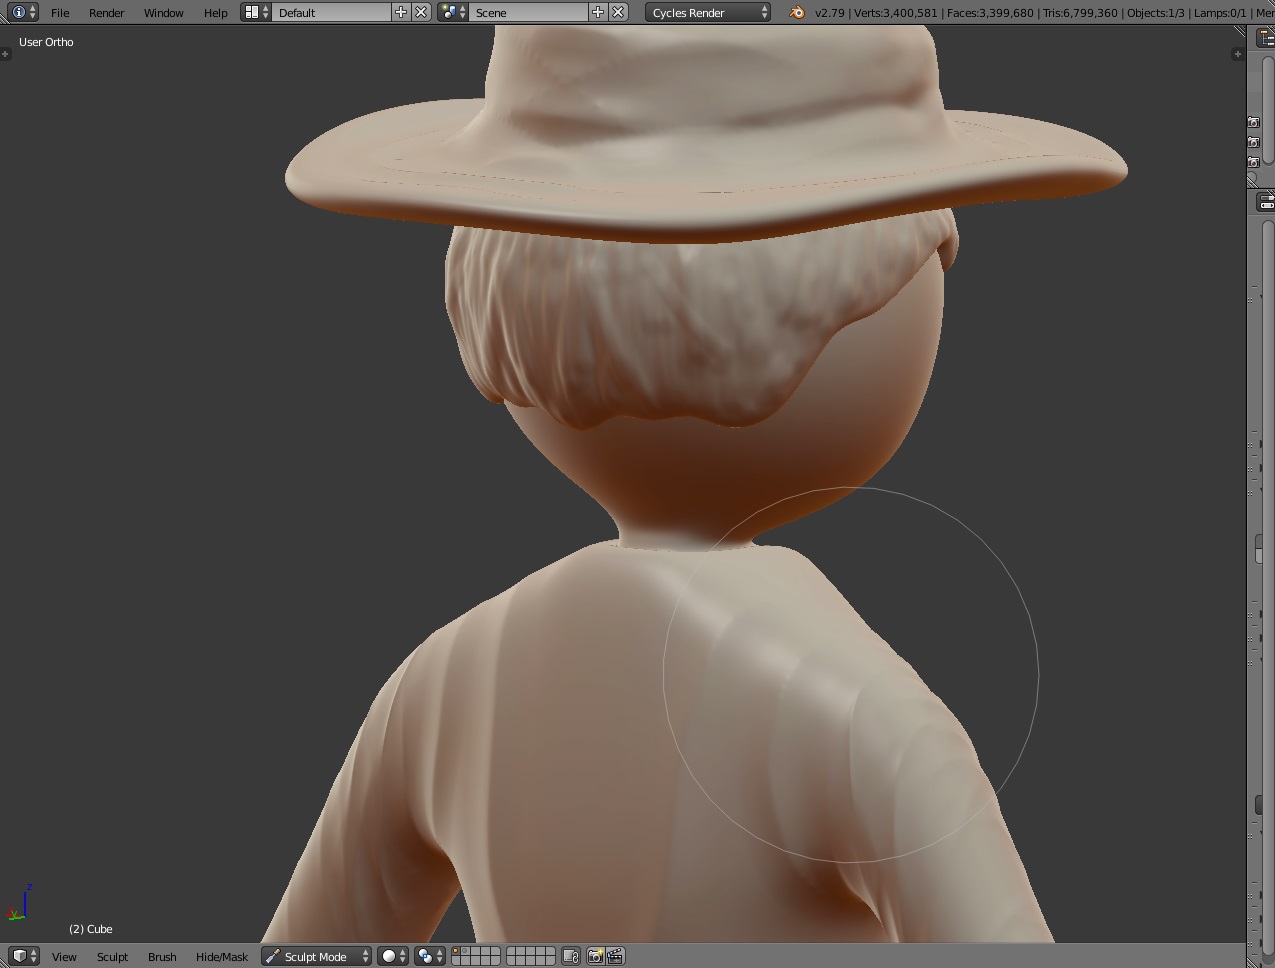 File Render Window Help Default Scene Cycles Render v2.79 | Verts:3,400,581 | Faces:3,399,680 | Tris:6,799,360 | Objects:1/3 | Lamps:0/1 | Me
User Ortho
z
y
(2) Cube
View Sculpt Brush Hide/Mask Sculpt Mode